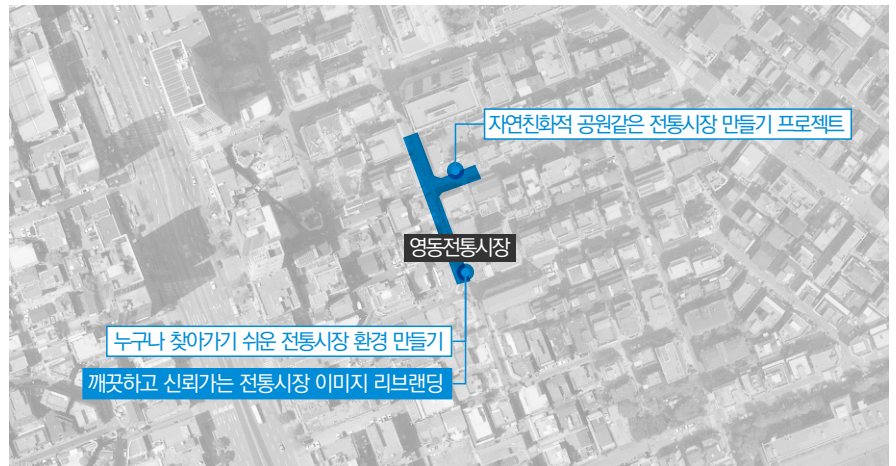 자연친화적 공원같은 전통시장 만들기 프로젝트
영동전통시장
누구나 찾아가기 쉬운 전통시장 환경 만들기
깨끗하고 신뢰가는 전통시장 이미지 리브랜딩